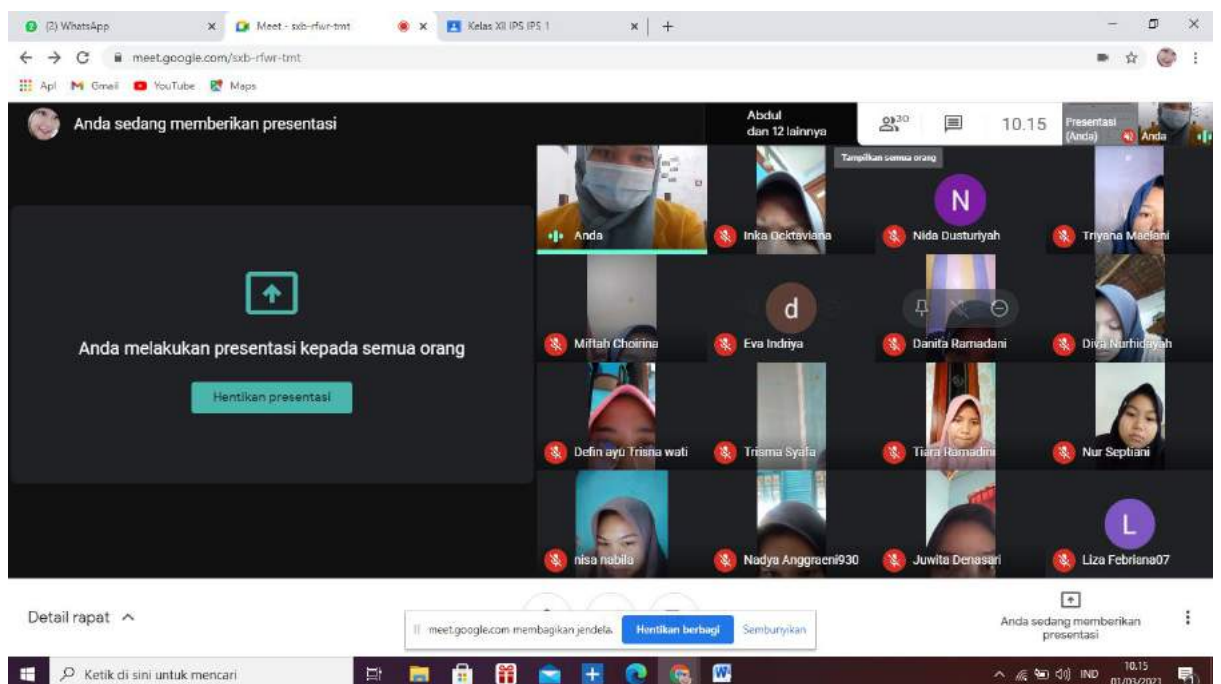 (2) WhatsApp
Meet - sxb-rfwr-tmt
Kelas XII IPS IPS 1
meet.google.com/sxb-rfwr-tmt
Apl
Gmail
YouTube
Maps
Anda sedang memberikan presentasi
Abdul
dan 12 lainnya
30
10.15
Presentasi
(Anda)
Anda
Tampilkan semua orang
Anda
Inka Ocktaviana
N
Nida Dusturiyah
Triyana Maelani
Anda melakukan presentasi kepada semua orang
Hentikan presentasi
Miftah Choirina
d
Eva Indriya
Danita Ramadani
Diva Nurhidayah
Defin ayu Trisna wati
Trisma Syafa
Tiara Ramadini
Nur Septiani
nisa nabila
Nadya Anggraeni930
Juwita Denasari
L
Liza Febriana07
Detail rapat
meet.google.com membagikan jendela.
Hentikan berbagi
Sembunyikan
Anda sedang memberikan
presentasi
Ketik di sini untuk mencari
IND
10.15
01/03/2021